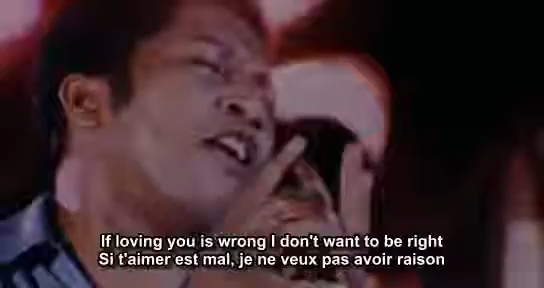 If loving you is wrong I don't want to be right
Si t'aimer est mal, je ne veux pas avoir raison